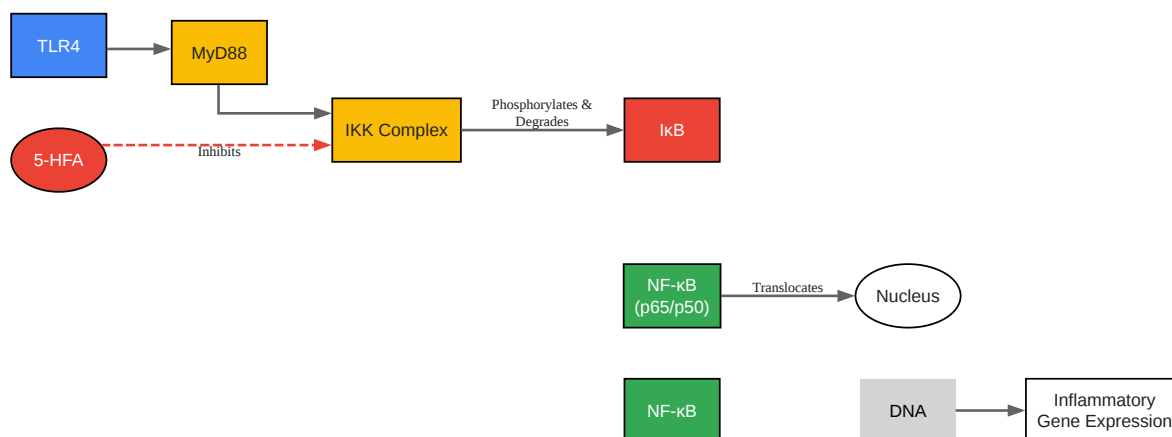 TLR4
MyD88
Phosphorylates &
Degrades
IKK Complex
IκB
5-HFA
Inhibits
NF-κB
(p65/p50)
Translocates
Nucleus
NF-κB
DNA
Inflammatory
Gene Expression